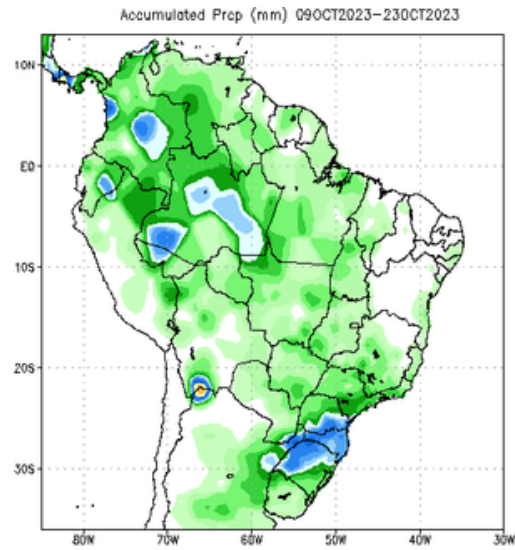 Accumulated Prcp (mm) 09OCT2023–23OCT2023
10N
EQ
10S
20S
30S
80W
70W
60W
50W
40W
30W